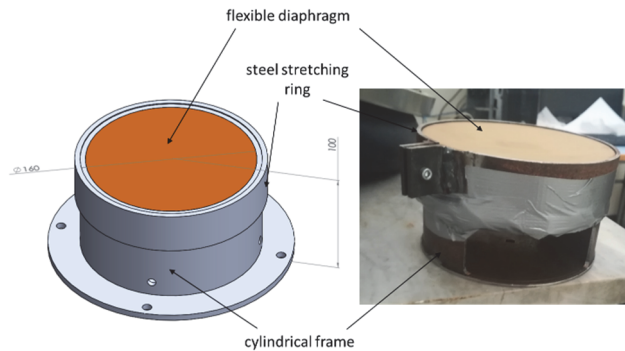 flexible diaphragm
steel stretching
ring
100
⌀160
cylindrical frame